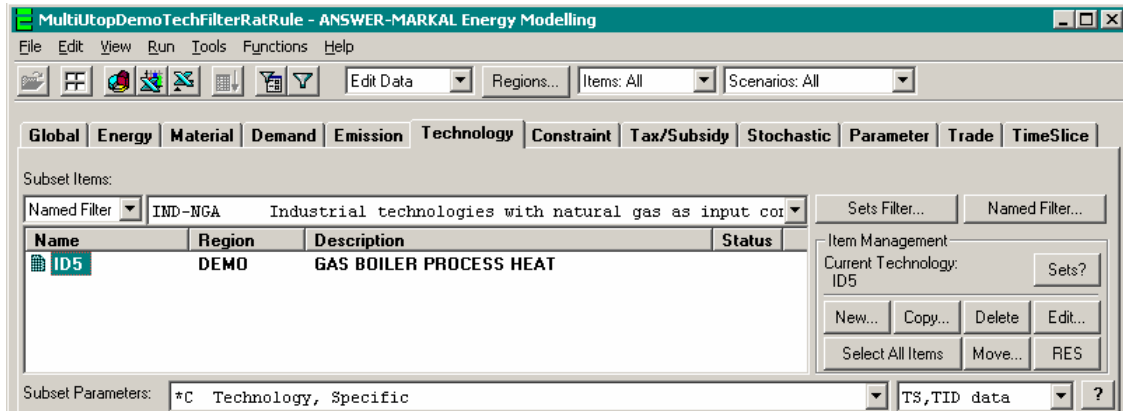 MultiUtopDemoTechFilterRatRule - ANSWER-MARKAL Energy Modelling
File Edit View Run Tools Functions Help
Edit Data Regions... Items: All Scenarios: All
Global Energy Material Demand Emission Technology Constraint Tax/Subsidy Stochastic Parameter Trade TimeSlice
Subset Items:
Named Filter IND-NGA Industrial technologies with natural gas as input Sets Filter... Named Filter...
Name Region Description Status Item Management
ID5 DEMO GAS BOILER PROCESS HEAT Current Technology: Sets?
ID5
New... Copy... Delete Edit...
Select All Items Move... RES
Subset Parameters: *C Technology, Specific TS,TID data ?